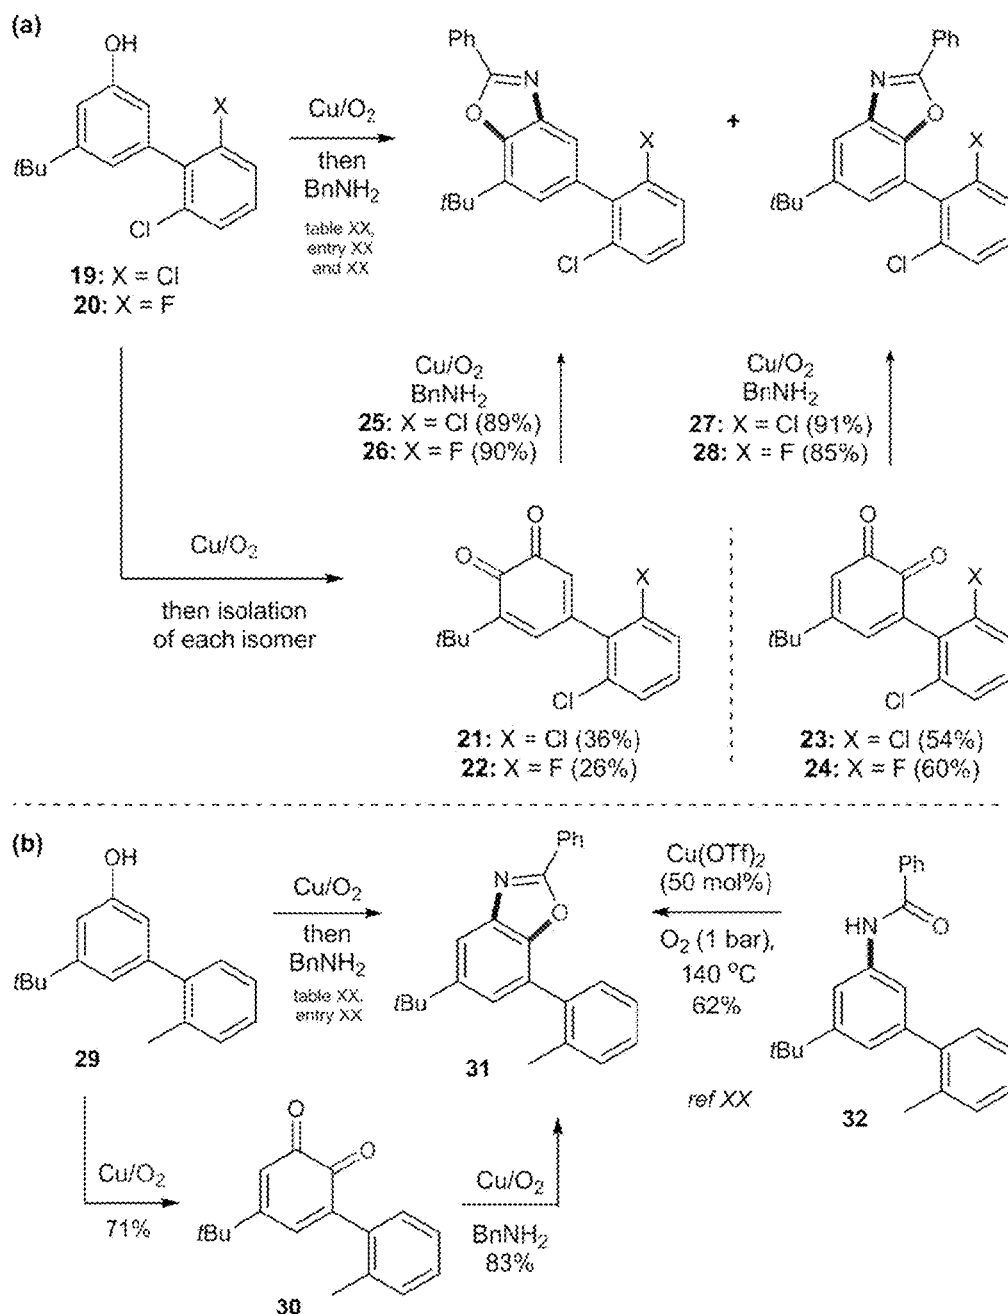 (a)
OH
X
tBu
Cl
19: X = Cl
20: X = F
Cu/O2
then
BnNH2
table XX,
entry XX
and XX
Ph
N
O
X
tBu
Cl
+
Ph
N
O
X
tBu
Cl
Cu/O2
BnNH2
25: X = Cl (89%)
26: X = F (90%)
Cu/O2
BnNH2
27: X = Cl (91%)
28: X = F (85%)
Cu/O2
then isolation
of each isomer
O
O
X
tBu
Cl
21: X = Cl (36%)
22: X = F (26%)
O
O
X
tBu
Cl
23: X = Cl (54%)
24: X = F (60%)
(b)
OH
tBu
29
Cu/O2
then
BnNH2
table XX,
entry XX
Ph
N
O
tBu
31
Cu(OTf)2
(50 mol%)
O2 (1 bar),
140 °C
62%
ref XX
Ph
HN
O
tBu
32
Cu/O2
71%
O
O
tBu
30
Cu/O2
BnNH2
83%